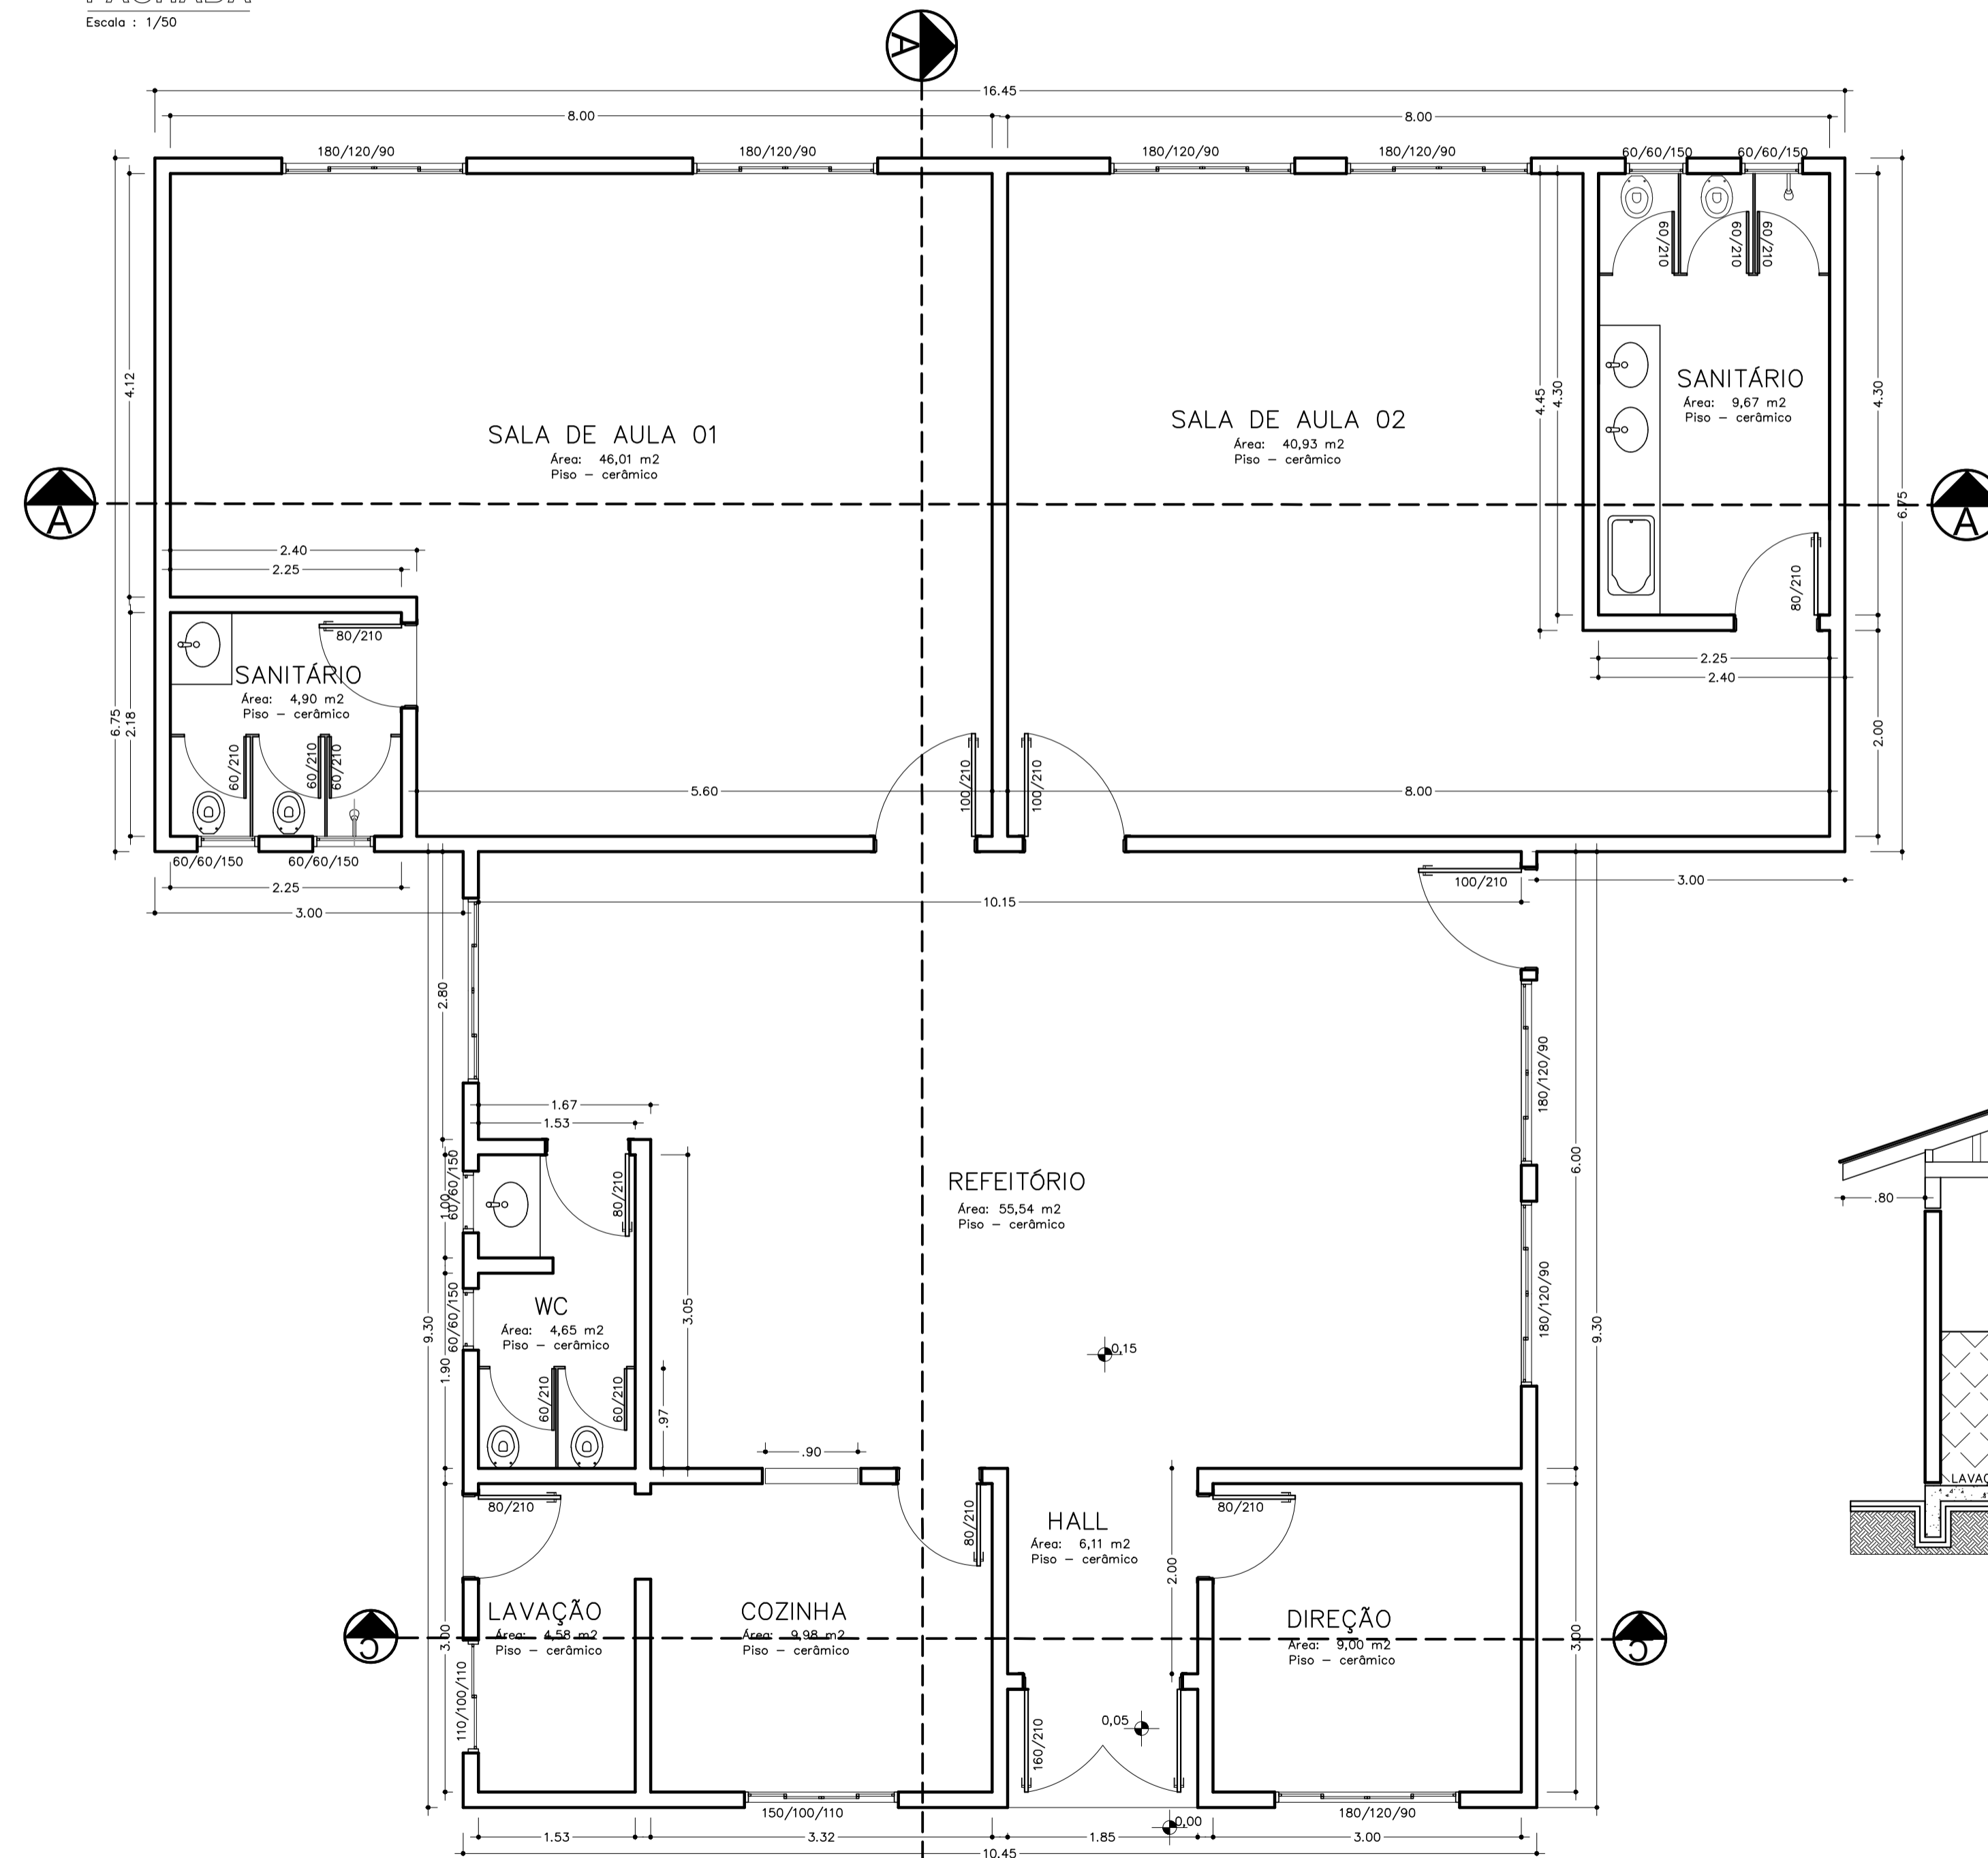 Escala : 1/50
A
16.45
8.00
8.00
180/120/90
180/120/90
180/120/90
180/120/90
60/60/150
60/60/150
60/210
60/210
60/210
4.12
4.45
4.30
4.30
6.75
SANITÁRIO
Área: 9,67 m2
Piso – cerâmico
SALA DE AULA 01
Área: 46,01 m2
Piso – cerâmico
SALA DE AULA 02
Área: 40,93 m2
Piso – cerâmico
A
A
2.40
2.25
80/210
80/210
SANITÁRIO
Área: 4,90 m2
Piso – cerâmico
2.25
2.40
6.75
2.18
2.00
60/210
60/210
60/210
5.60
100/210
100/210
8.00
60/60/150
60/60/150
2.25
3.00
10.15
100/210
3.00
2.80
180/120/90
1.67
1.53
60/60/150
1.00
80/210
6.00
REFEITÓRIO
Área: 55,54 m2
Piso – cerâmico
.80
180/120/90
WC
Área: 4,65 m2
Piso – cerâmico
60/60/150
9.30
1.90
3.05
9.30
0,15
60/210
60/210
.97
.90
LAVAÇ
80/210
80/210
80/210
HALL
Área: 6,11 m2
Piso – cerâmico
2.00
LAVAÇÃO
Área: 4,58 m2
Piso – cerâmico
COZINHA
Área: 9,98 m2
Piso – cerâmico
DIREÇÃO
Área: 9,00 m2
Piso – cerâmico
C
C
3.00
3.00
110/100/110
160/210
0,05
150/100/110
180/120/90
0,00
1.53
3.32
1.85
3.00
10.45